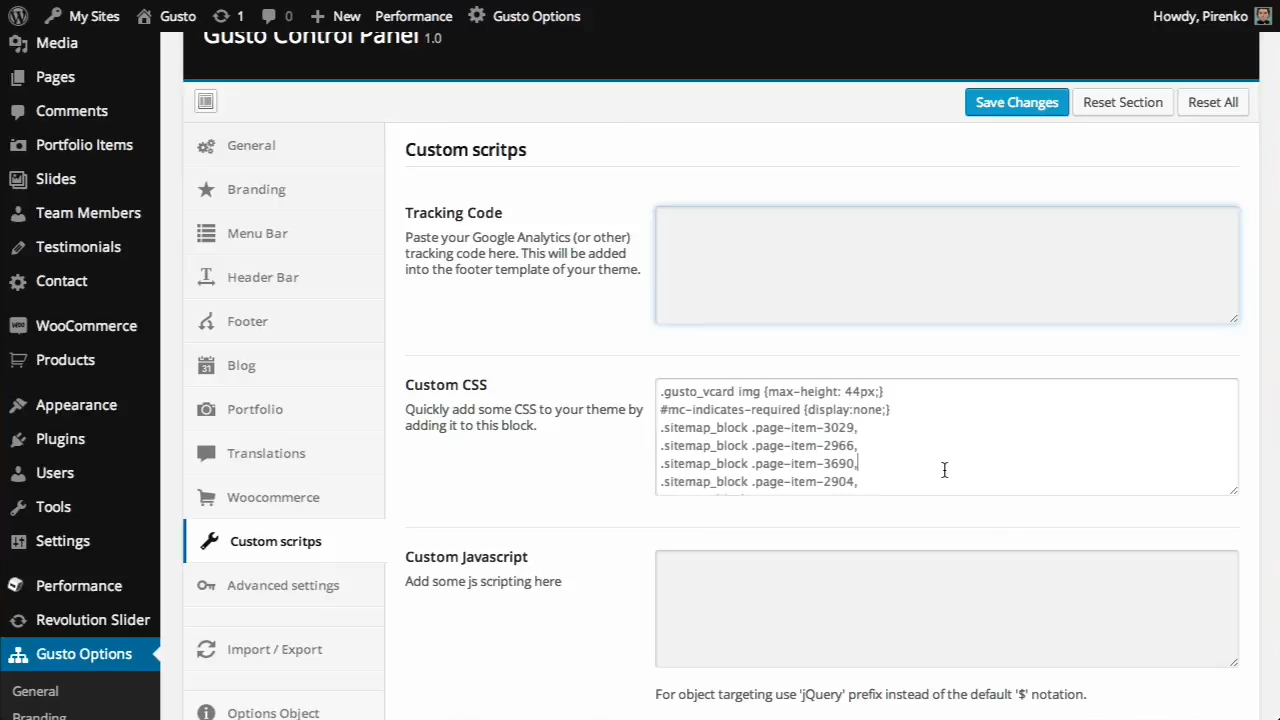 My Sites Gusto 1 0 New Performance Gusto Options Howdy, Pirenko
Media
Pages
Comments
Portfolio Items
Slides
Team Members
Testimonials
Contact
WooCommerce
Products
Appearance
Plugins
Users
Tools
Settings
Performance
Revolution Slider
Gusto Options
General
Branding
Gusto Control Panel 1.0
Save Changes Reset Section Reset All
General
Branding
Menu Bar
Header Bar
Footer
Blog
Portfolio
Translations
Woocommerce
Custom scritps
Advanced settings
Import / Export
Options Object
Custom scritps
Tracking Code
Paste your Google Analytics (or other)
tracking code here. This will be added
into the footer template of your theme.
Custom CSS
Quickly add some CSS to your theme by
adding it to this block.
.gusto_vcard img {max-height: 44px;}
#mc-indicates-required {display:none;}
.sitemap_block .page-item-3029,
.sitemap_block .page-item-2966,
.sitemap_block .page-item-3690,
.sitemap_block .page-item-2904,
Custom Javascript
Add some js scripting here
For object targeting use 'jQuery' prefix instead of the default '$' notation.